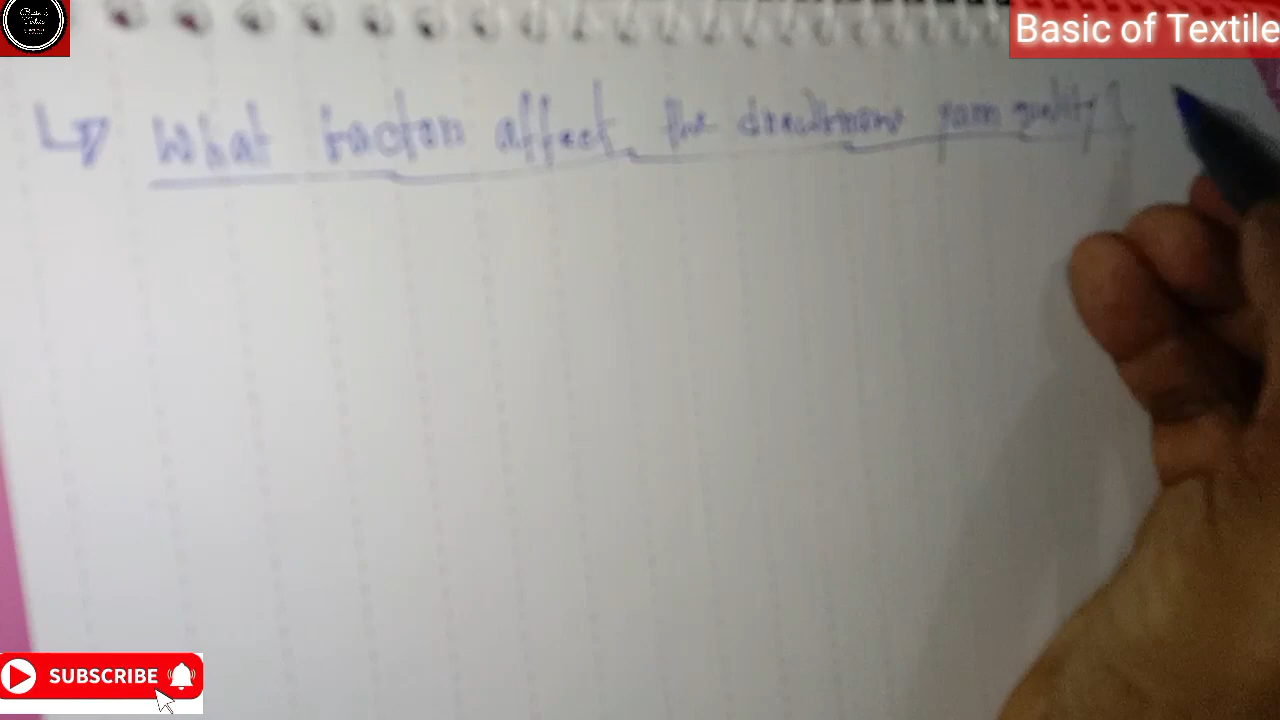 Basic of Textile
What factors affect the drawframe yarn quality?
SUBSCRIBE